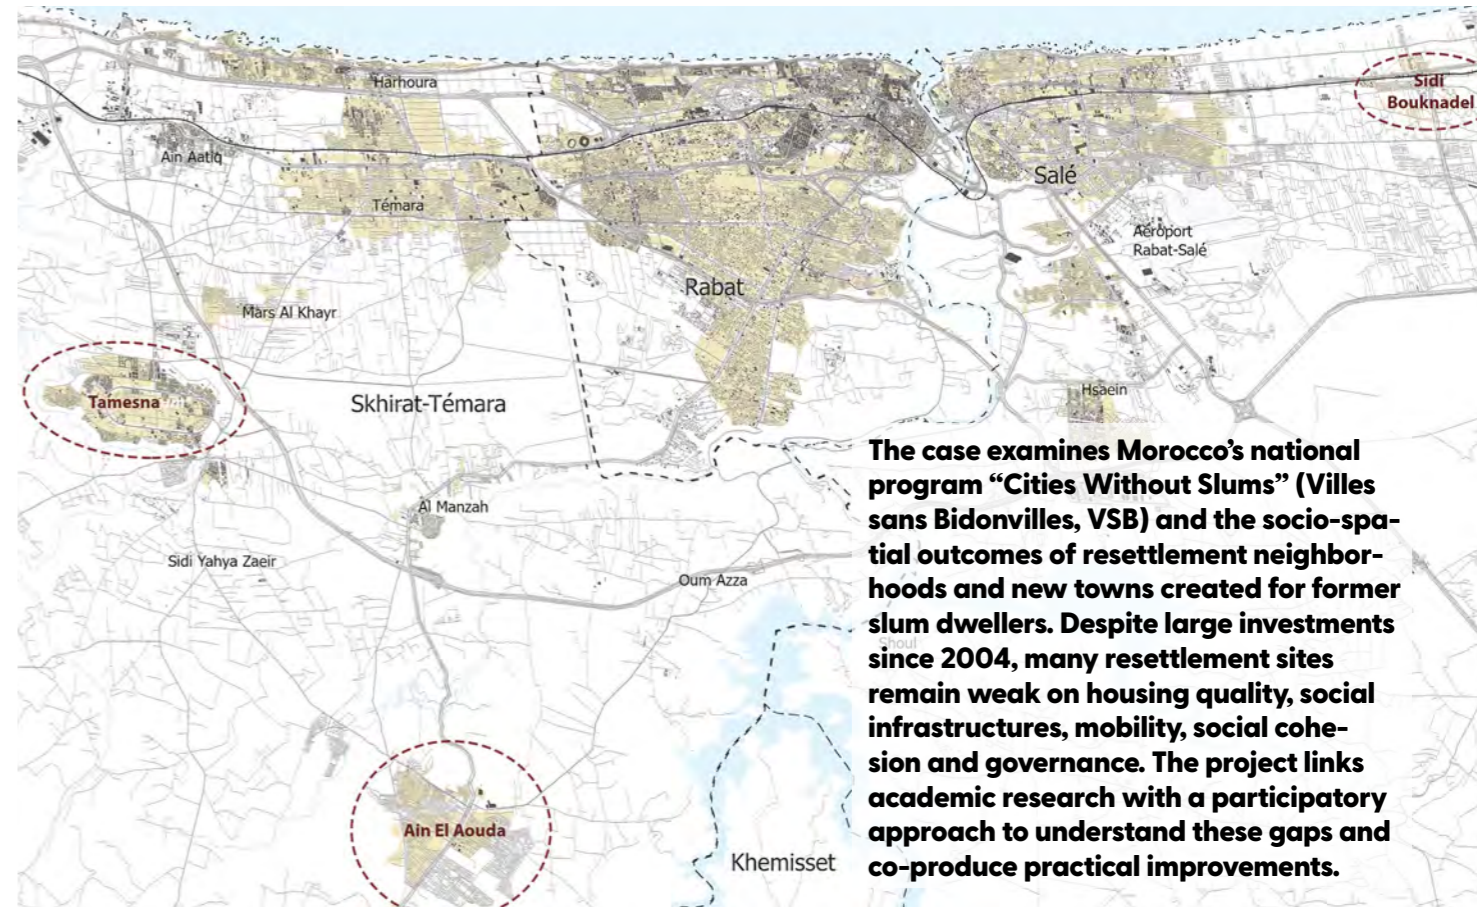 Harhoura
Sidi
Bouknadel
Ain Aatiq
Salé
Témara
Aéroport
Rabat-Salé
Rabat
Mars Al Khayr
Tamesna
Skhirat-Témara
Hsaein
Al Manzah
Sidi Yahya Zaeir
Oum Azza
Shoul
Ain El Aouda
Khemisset
The case examines Morocco’s national
program “Cities Without Slums” (Villes
sans Bidonvilles, VSB) and the socio-spa-
tial outcomes of resettlement neighbor-
hoods and new towns created for former
slum dwellers. Despite large investments
since 2004, many resettlement sites
remain weak on housing quality, social
infrastructures, mobility, social cohe-
sion and governance. The project links
academic research with a participatory
approach to understand these gaps and
co-produce practical improvements.